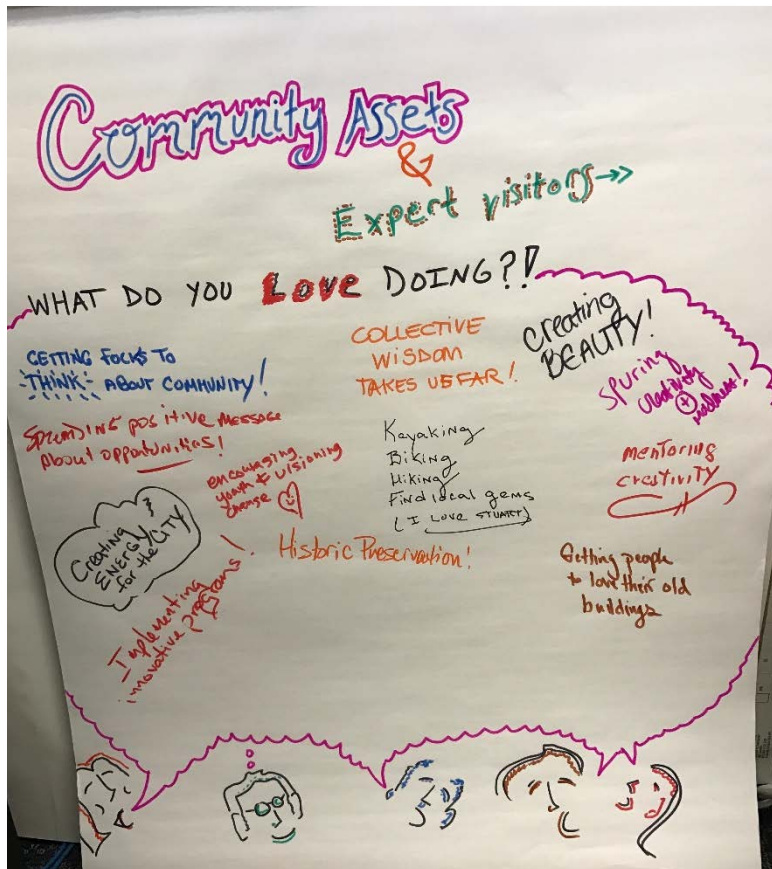 Community Assets
&
Expert visitors
WHAT DO YOU Love DOING?!
GETTING FOLKS TO
THINK ABOUT COMMUNITY!
COLLECTIVE
WISDOM
TAKES US FAR!
Creating
BEAUTY!
SPURING
creativity
+
Spreading positive message
About opportunities!
encouraging
youth & visioning
change
Kayaking
Biking
Hiking
Find local gems
(I LOVE STUART)
mentoring
creativity
Creating
ENERGY
for the CITY
Implementing
innovative programs!
Historic Preservation!
Getting people
to love their old
buildings